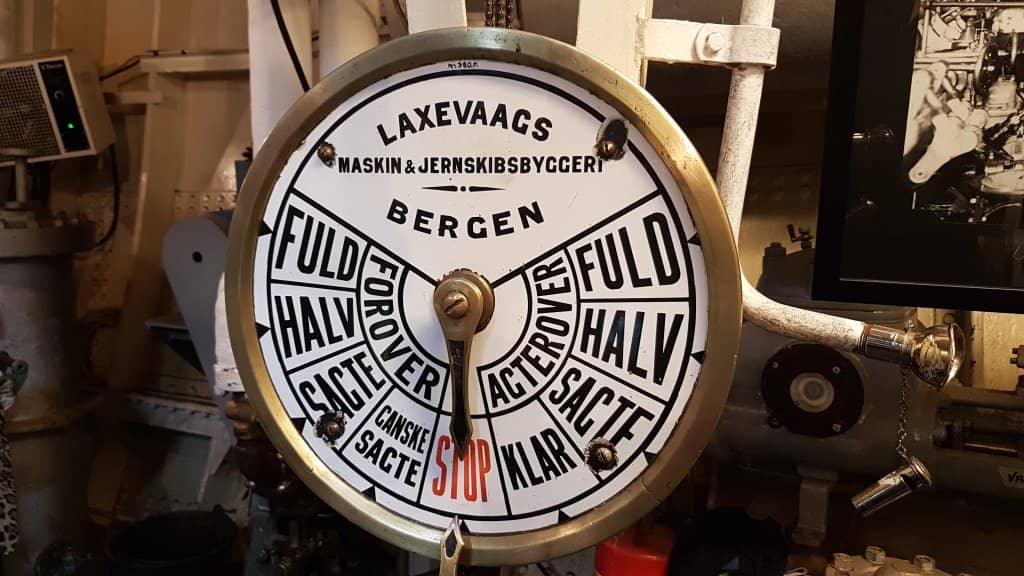 LAXEVAAGS
MASKIN & JERNSKIBSBYGGERI
BERGEN
FULD
HALV
SACTE
CANSKE
SACTE
FOROVER
STOP
KLAR
SACTE
HALV
FULD
ACTEROVER